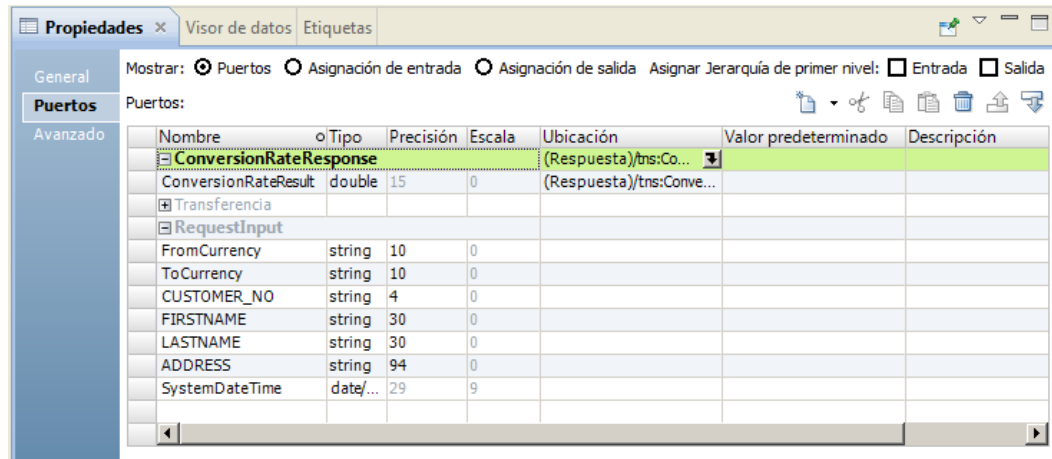 Propiedades Visor de datos Etiquetas
General
Puertos
Avanzado
Mostrar: Puertos Asignación de entrada Asignación de salida Asignar Jerarquía de primer nivel: Entrada Salida
Puertos:
Nombre Tipo Precisión Escala Ubicación Valor predeterminado Descripción
ConversionRateResponse (Respuesta)/tns:Co...
ConversionRateResult double 15 0 (Respuesta)/tns:Conve...
Transferencia
RequestInput
FromCurrency string 10 0
ToCurrency string 10 0
CUSTOMER_NO string 4 0
FIRSTNAME string 30 0
LASTNAME string 30 0
ADDRESS string 94 0
SystemDateTime date/... 29 9